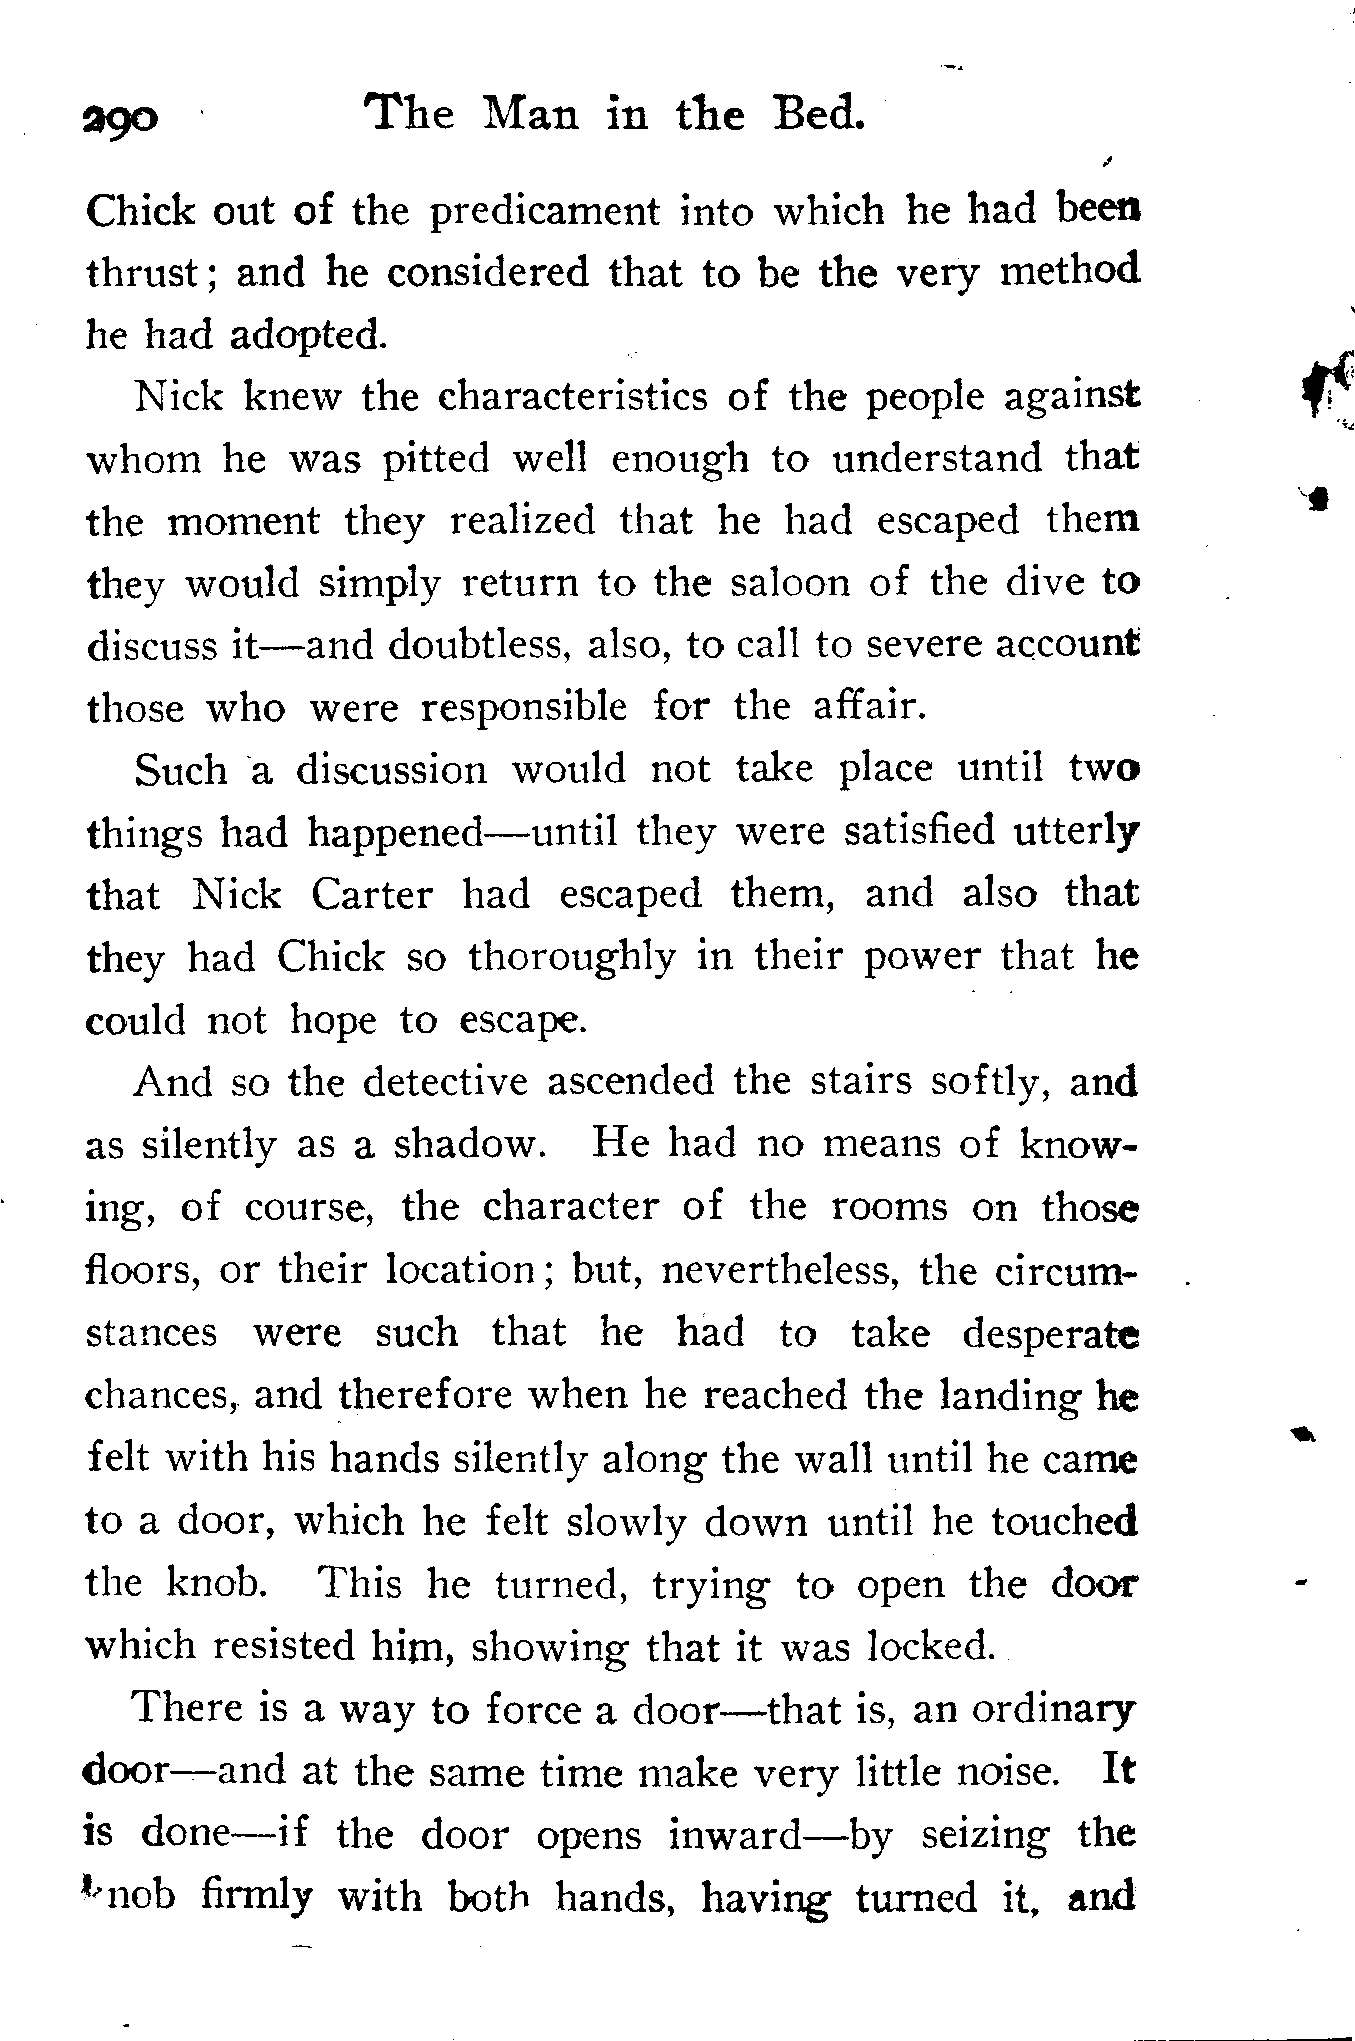 290 The Man in the Bed.
Chick out of the predicament into which he had been
thrust; and he considered that to be the very method
he had adopted.
Nick knew the characteristics of the people against
whom he was pitted well enough to understand that
the moment they realized that he had escaped them
they would simply return to the saloon of the dive to
discuss it—and doubtless, also, to call to severe account
those who were responsible for the affair.
Such a discussion would not take place until two
things had happened—until they were satisfied utterly
that Nick Carter had escaped them, and also that
they had Chick so thoroughly in their power that he
could not hope to escape.
And so the detective ascended the stairs softly, and
as silently as a shadow. He had no means of know-
ing, of course, the character of the rooms on those
floors, or their location; but, nevertheless, the circum-
stances were such that he had to take desperate
chances, and therefore when he reached the landing he
felt with his hands silently along the wall until he came
to a door, which he felt slowly down until he touched
the knob. This he turned, trying to open the door
which resisted him, showing that it was locked.
There is a way to force a door—that is, an ordinary
door—and at the same time make very little noise. It
is done—if the door opens inward—by seizing the
knob firmly with both hands, having turned it, and